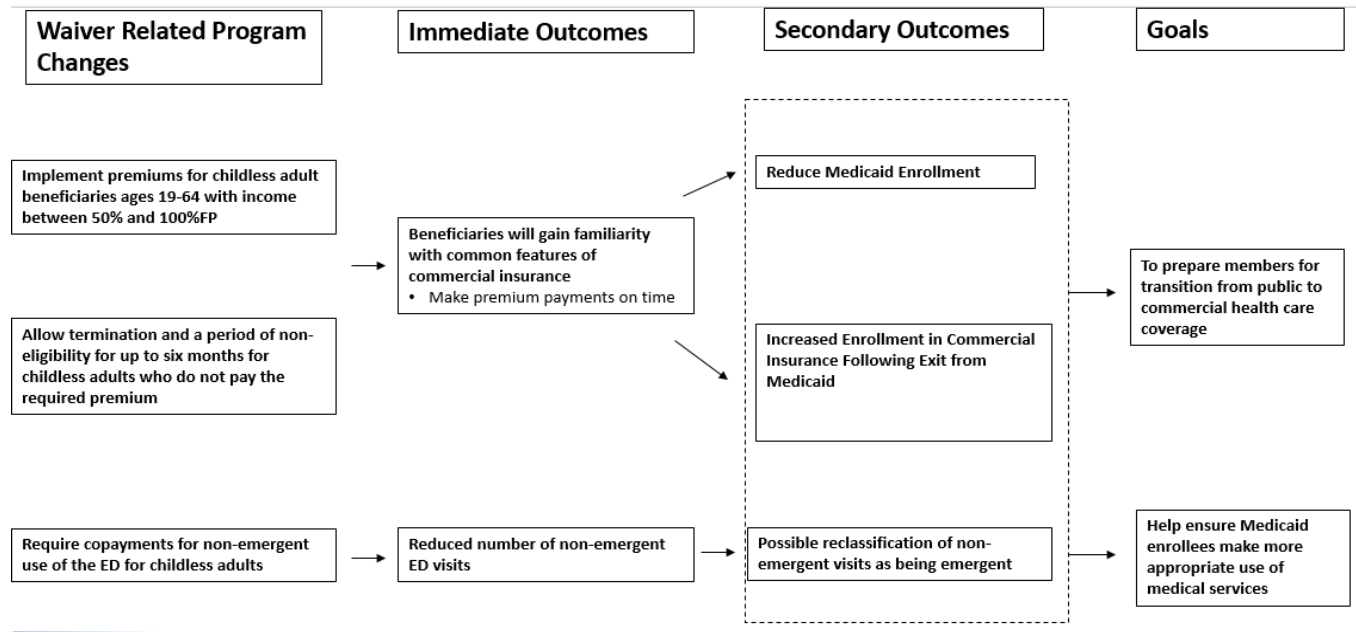 Waiver Related Program
Changes
Immediate Outcomes
Secondary Outcomes
Goals
Implement premiums for childless adult
beneficiaries ages 19-64 with income
between 50% and 100%FP
Allow termination and a period of non-
eligibility for up to six months for
childless adults who do not pay the
required premium
Beneficiaries will gain familiarity
with common features of
commercial insurance
• Make premium payments on time
Reduce Medicaid Enrollment
Increased Enrollment in Commercial
Insurance Following Exit from
Medicaid
To prepare members for
transition from public to
commercial health care
coverage
Require copayments for non-emergent
use of the ED for childless adults
Reduced number of non-emergent
ED visits
Possible reclassification of non-
emergent visits as being emergent
Help ensure Medicaid
enrollees make more
appropriate use of
medical services